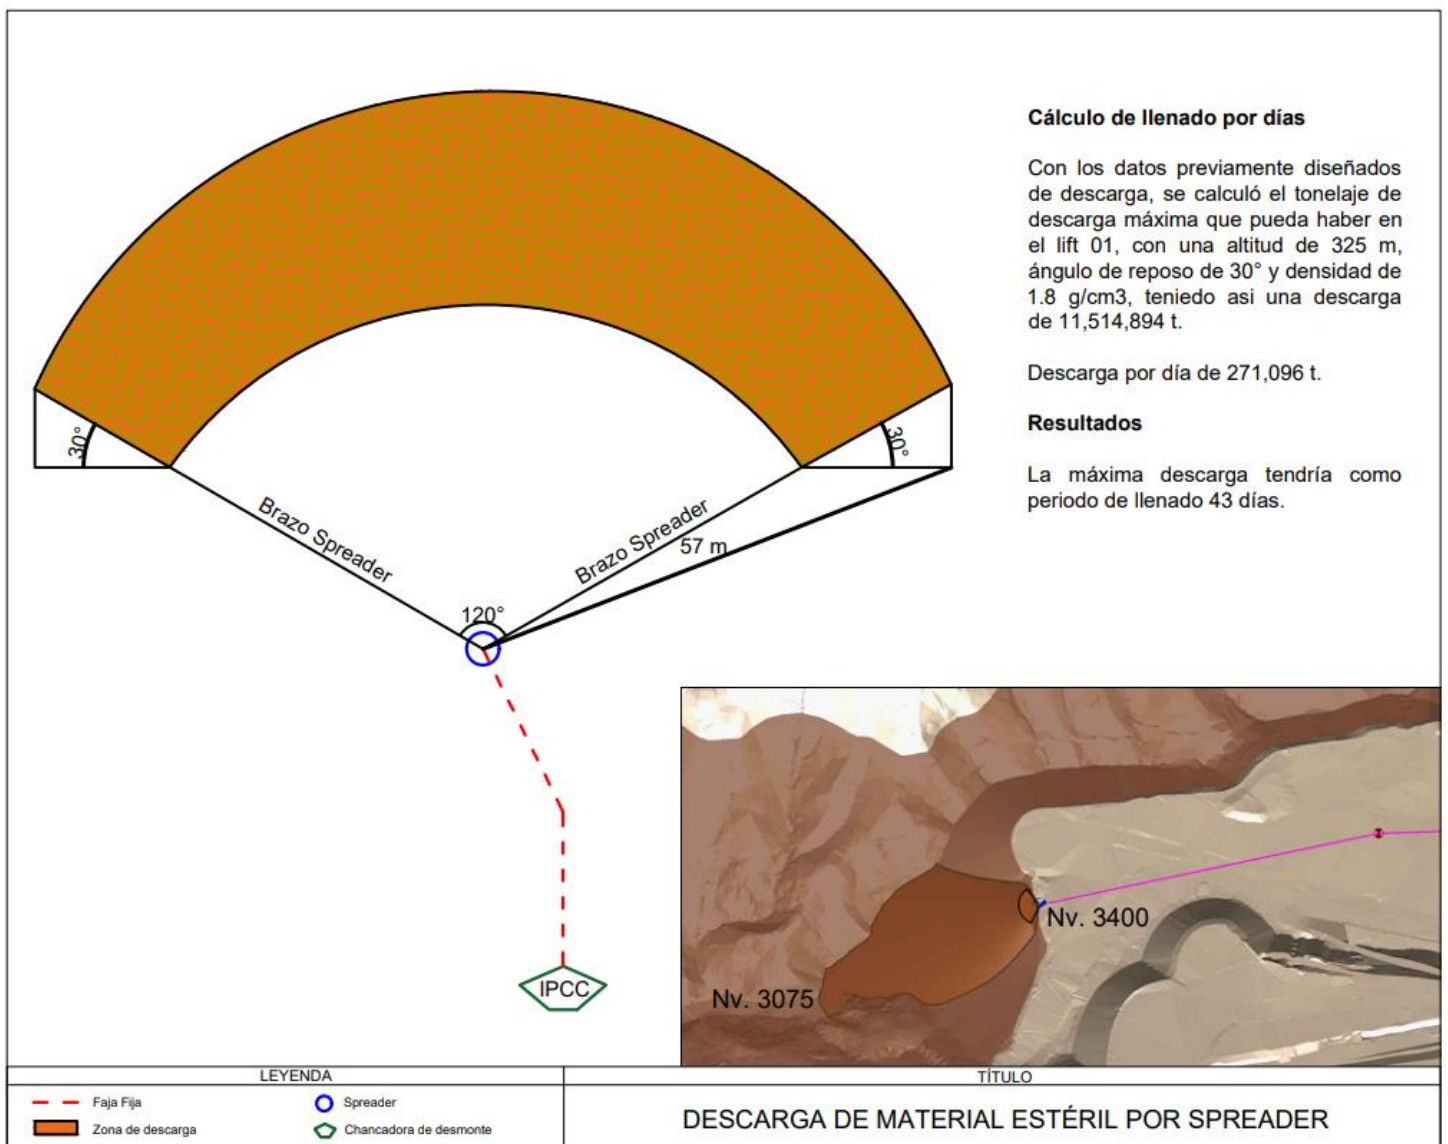 Cálculo de llenado por días
Con los datos previamente diseñados
de descarga, se calculó el tonelaje de
descarga máxima que pueda haber en
el lift 01, con una altitud de 325 m,
ángulo de reposo de 30° y densidad de
1.8 g/cm3, teniedo asi una descarga
de 11,514,894 t.
Descarga por día de 271,096 t.
Resultados
La máxima descarga tendría como
periodo de llenado 43 días.
30°
30°
Brazo Spreader
Brazo Spreader
57 m
120°
IPCC
Nv. 3400
Nv. 3075
LEYENDA
Faja Fija
Spreader
Zona de descarga
Chancadora de desmonte
TÍTULO
DESCARGA DE MATERIAL ESTÉRIL POR SPREADER